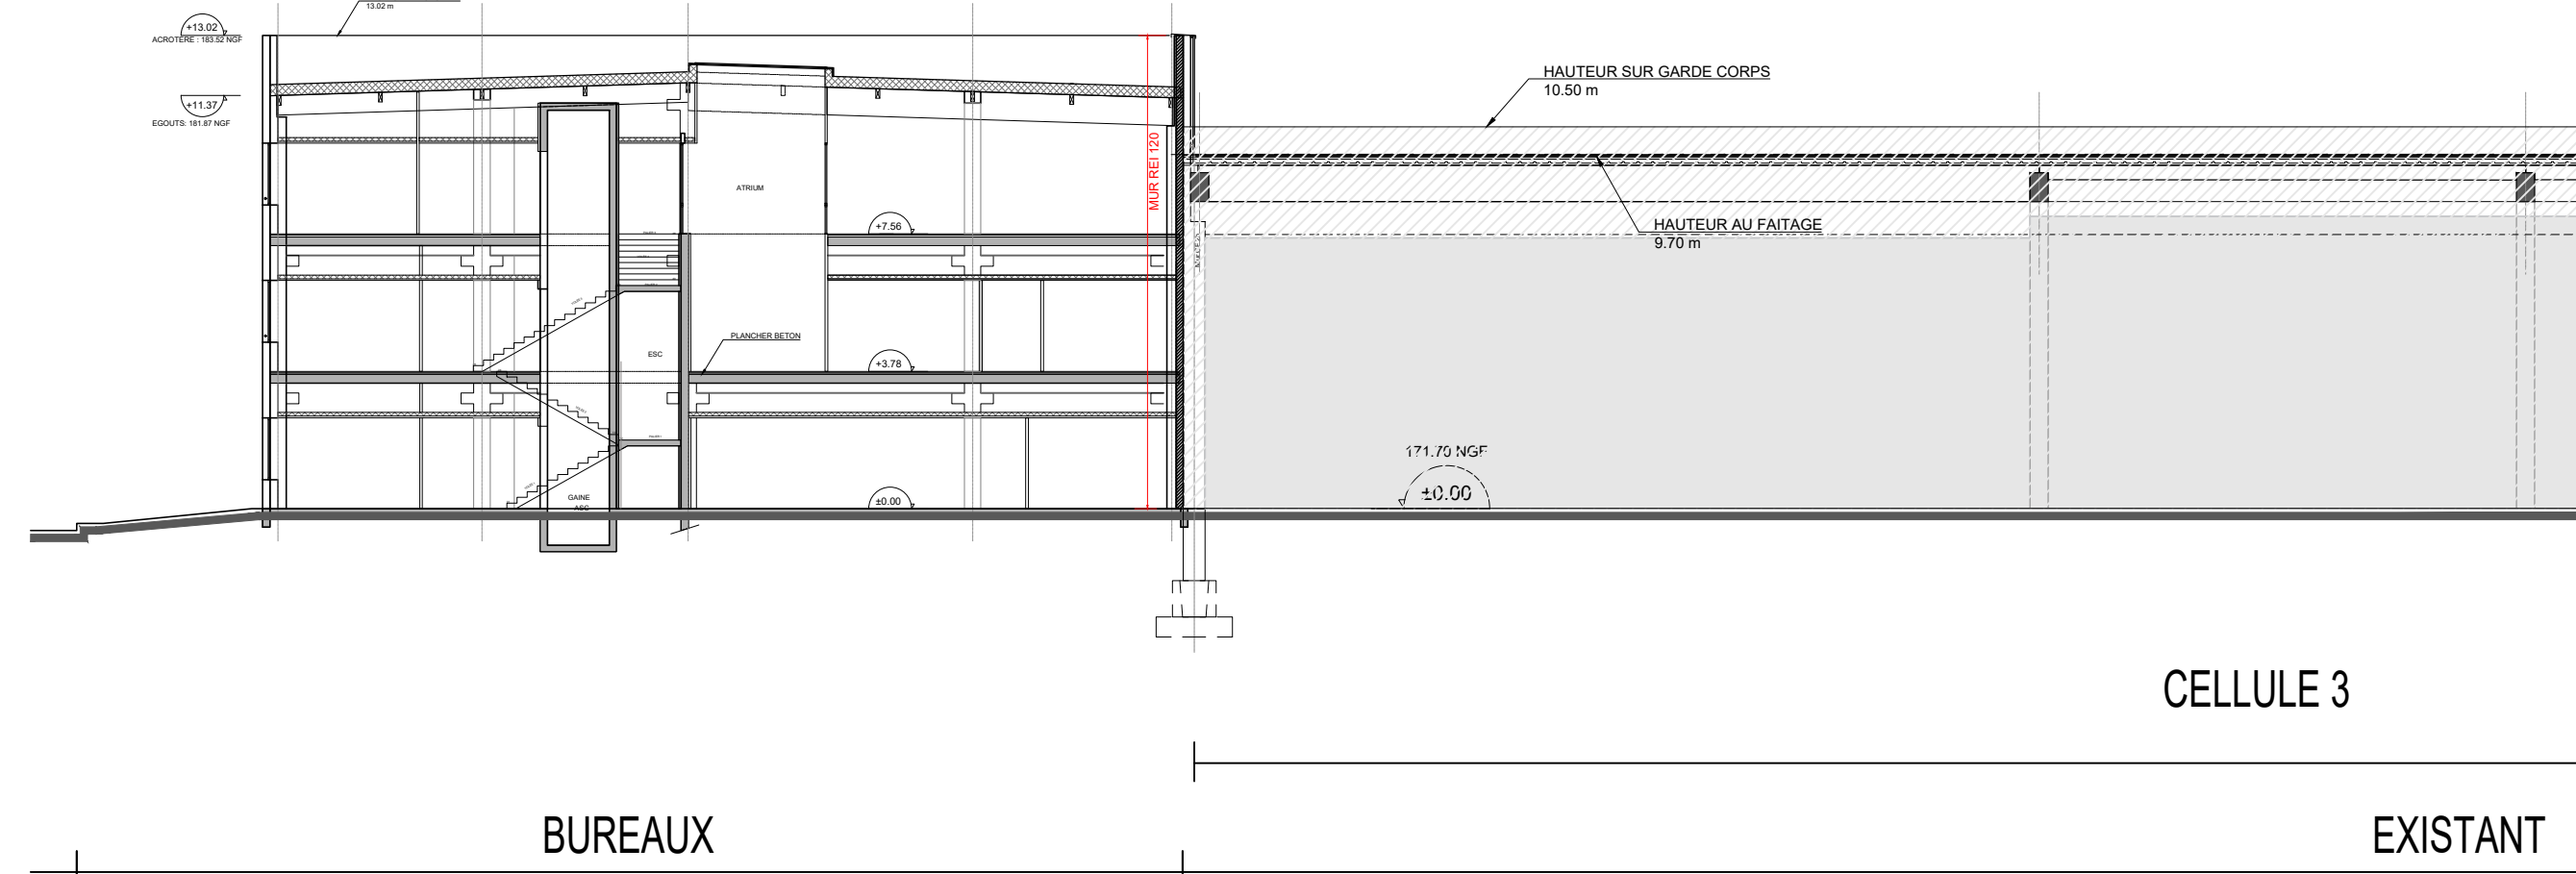 13.02 m
+13.02
ACROTERE : 183.52 NGF
HAUTEUR SUR GARDE CORPS
10.50 m
+11.37
EGOUTS: 181.87 NGF
MUR REI 120
ATRIUM
+7.56
HAUTEUR AU FAITAGE
9.70 m
PLANCHER BETON
ESC
+3.78
171.70 NGF
±0.00
GAINE
ASC
±0.00
CELLULE 3
BUREAUX
EXISTANT